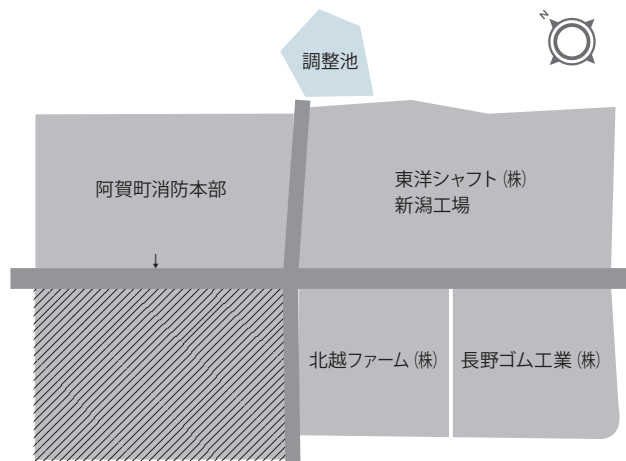 N
調整池
阿賀町消防本部
東洋シャフト㈱
新潟工場
北越ファーム㈱
長野ゴム工業㈱